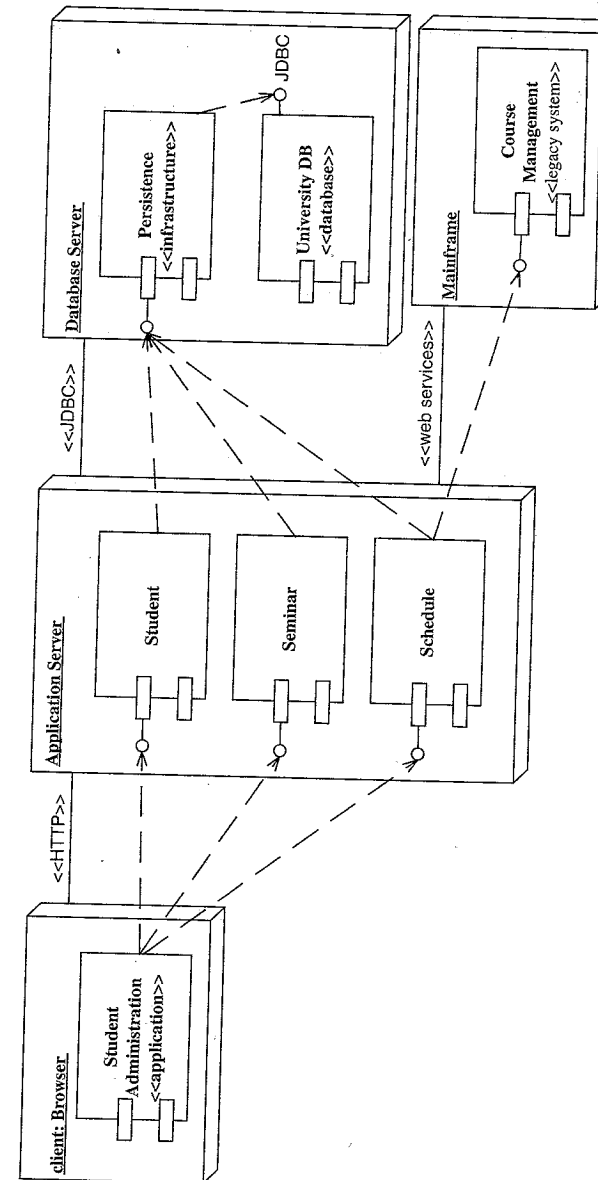 client: Browser
Student
Administration
<<application>>
<<HTTP>>
Application Server
Student
Seminar
Schedule
<<JDBC>>
<<web services>>
Database Server
Persistence
<<infrastructure>>
JDBC
University DB
<<database>>
Mainframe
Course
Management
<<legacy system>>